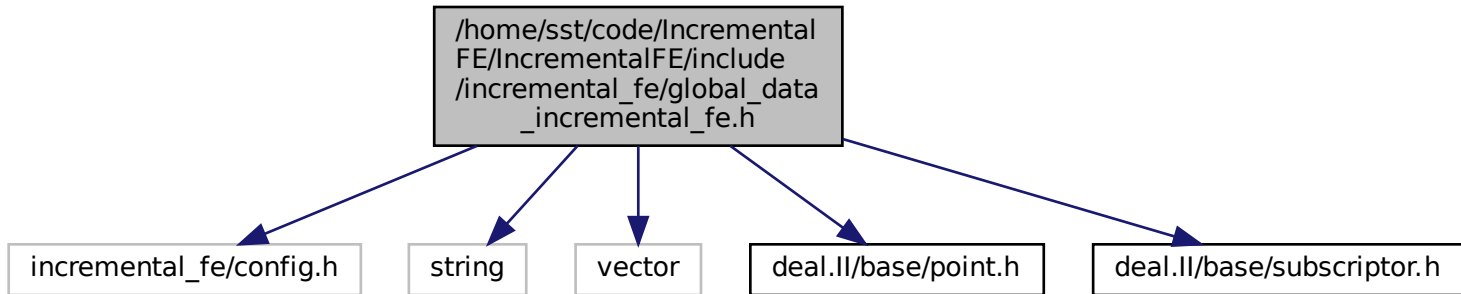 /home/sst/code/Incremental
FE/IncrementalFE/include
/incremental_fe/global_data
_incremental_fe.h
incremental_fe/config.h
string
vector
deal.II/base/point.h
deal.II/base/subscriptor.h